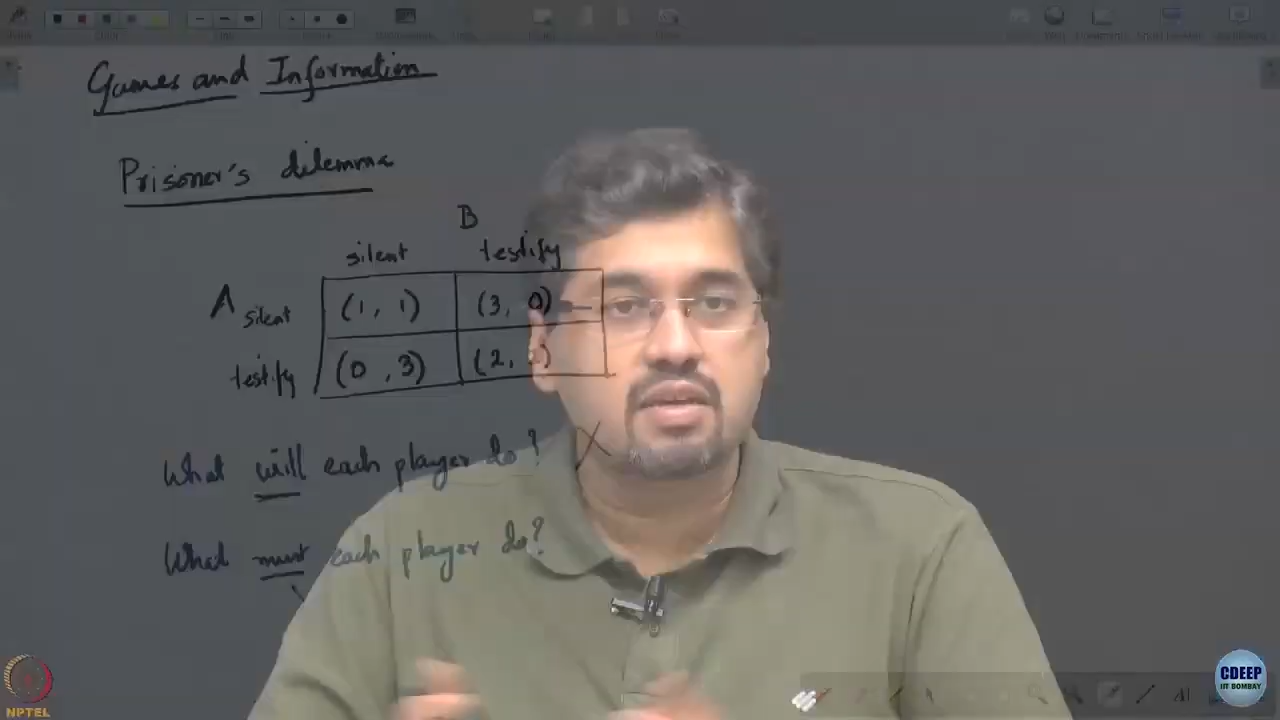 Games and Information
Prisoner's dilemma
B
silent testify
A silent (1, 1) (3, 0)
testify (0, 3) (2,
What will each player do? X
What must each player do?
NPTEL
CDEEP
IIT BOMBAY